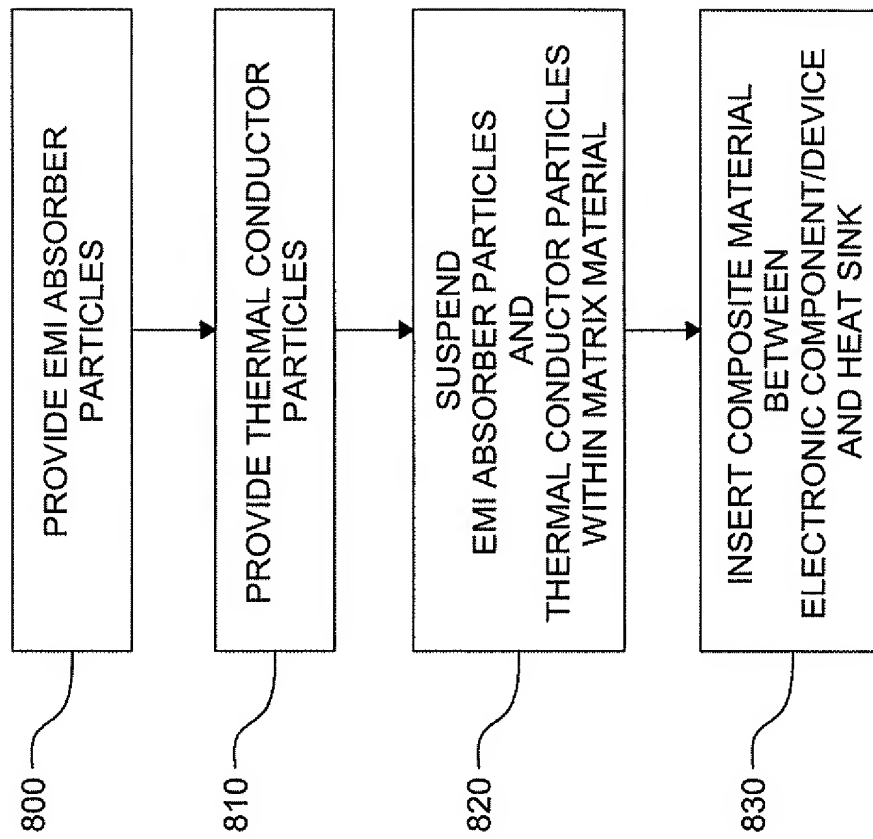 800
PROVIDE EMI ABSORBER
PARTICLES
810
PROVIDE THERMAL CONDUCTOR
PARTICLES
820
SUSPEND
EMI ABSORBER PARTICLES
AND
THERMAL CONDUCTOR PARTICLES
WITHIN MATRIX MATERIAL
830
INSERT COMPOSITE MATERIAL
BETWEEN
ELECTRONIC COMPONENT/DEVICE
AND HEAT SINK